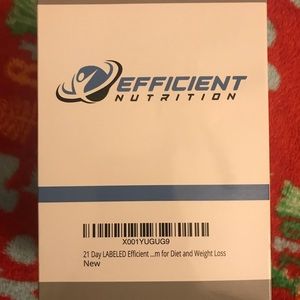 EFFICIENT
NUTRITION
X001YUGUG9
21 Day LABELED Efficient ...m for Diet and Weight Loss
New